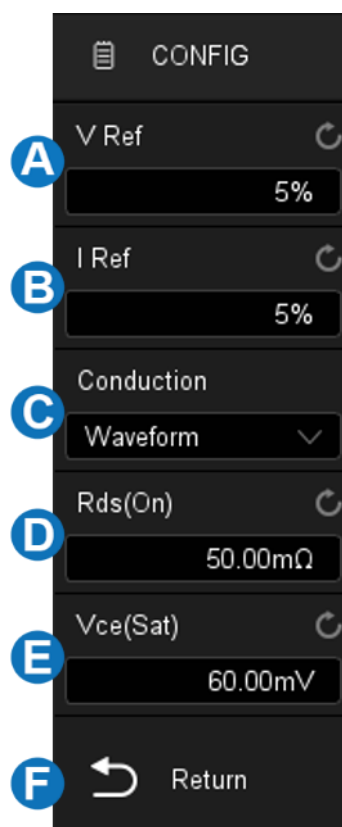 CONFIG
A
V Ref
5%
B
I Ref
5%
C
Conduction
Waveform
D
Rds(On)
50.00mΩ
E
Vce(Sat)
60.00mV
F
Return